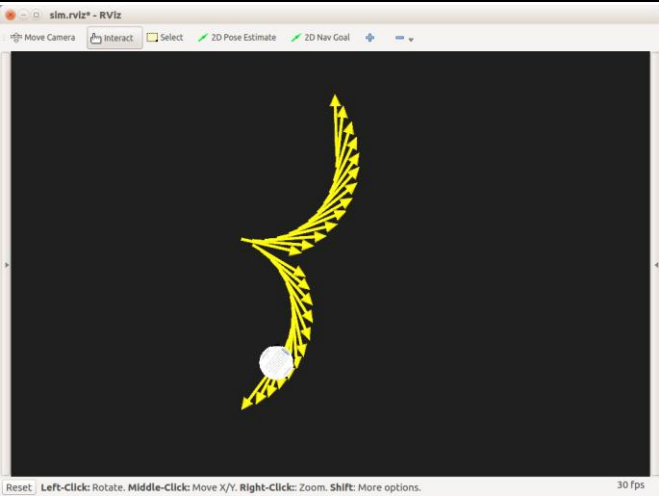 sim.rviz* - RViz
Move Camera Interact Select 2D Pose Estimate 2D Nav Goal
Reset Left-Click: Rotate. Middle-Click: Move X/Y. Right-Click:: Zoom. Shift: More options. 30 fps